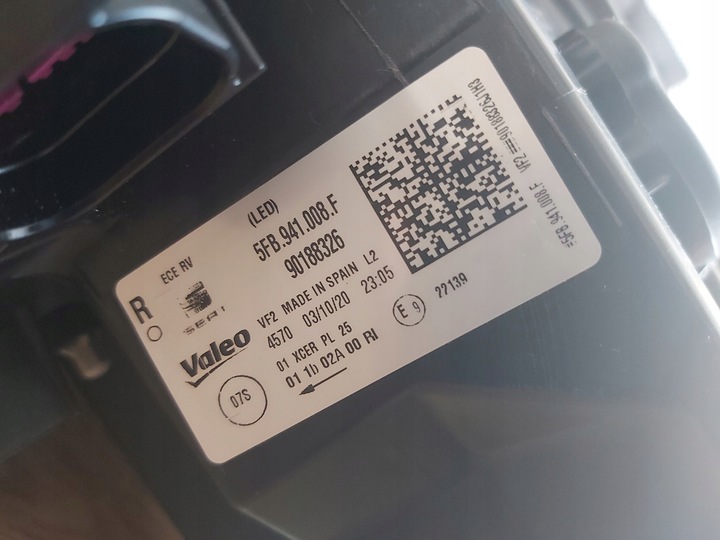 (LED)
ECE RV
5FB.941.008.F
90188326
R
SEAT
VF2 MADE IN SPAIN L2
Valeo
4570 03/10/20 23:05
01 XCER PL 25
01 1b 02A 00 RI
E 9
22139
07S
=5FB.941.008.F VF2